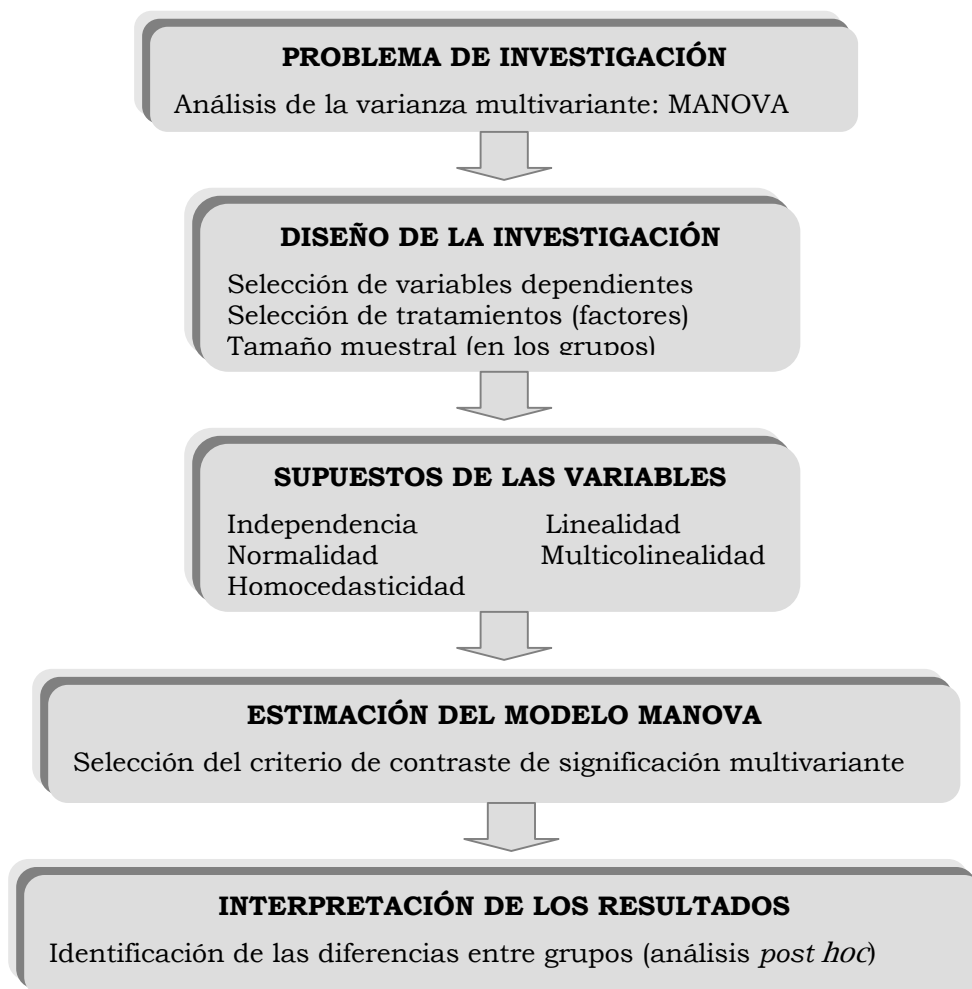 PROBLEMA DE INVESTIGACIÓN
Análisis de la varianza multivariante: MANOVA
DISEÑO DE LA INVESTIGACIÓN
Selección de variables dependientes
Selección de tratamientos (factores)
Tamaño muestral (en los grupos)
SUPUESTOS DE LAS VARIABLES
Independencia Linealidad
Normalidad Multicolinealidad
Homocedasticidad
ESTIMACIÓN DEL MODELO MANOVA
Selección del criterio de contraste de significación multivariante
INTERPRETACIÓN DE LOS RESULTADOS
Identificación de las diferencias entre grupos (análisis post hoc)